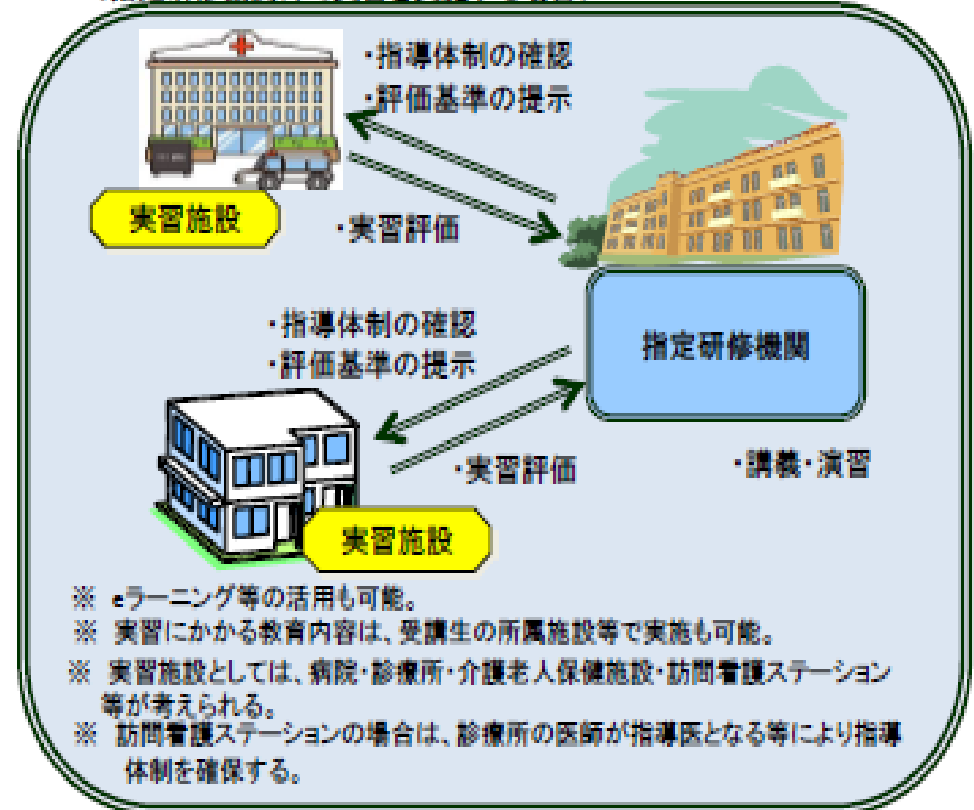 ・指導体制の確認
・評価基準の提示
実習施設
・実習評価
・指導体制の確認
・評価基準の提示
指定研修機関
・実習評価
・講義・演習
実習施設
※ eラーニング等の活用も可能。
※ 実習にかかる教育内容は、受講生の所属施設等で実施も可能。
※ 実習施設としては、病院・診療所・介護老人保健施設・訪問看護ステーション
等が考えられる。
※ 訪問看護ステーションの場合は、診療所の医師が指導医となる等により指導
体制を確保する。